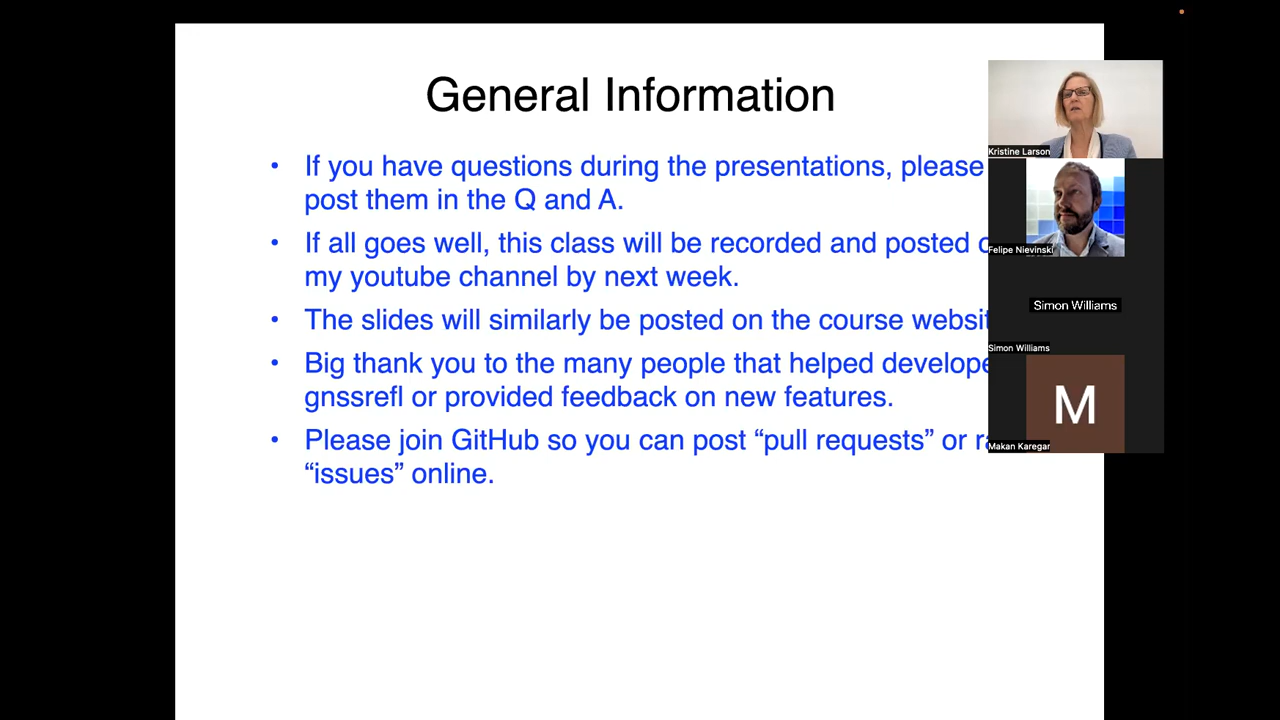 General Information
• If you have questions during the presentations, please
post them in the Q and A.
• If all goes well, this class will be recorded and posted
my youtube channel by next week.
• The slides will similarly be posted on the course
• Big thank you to the many people that helped
gnssrefl or provided feedback on new features.
• Please join GitHub so you can post “pull requests” or
“issues” online.
Kristine Larson
Felipe Nievinski
Simon Williams
Simon Williams
M
Makan Karegar